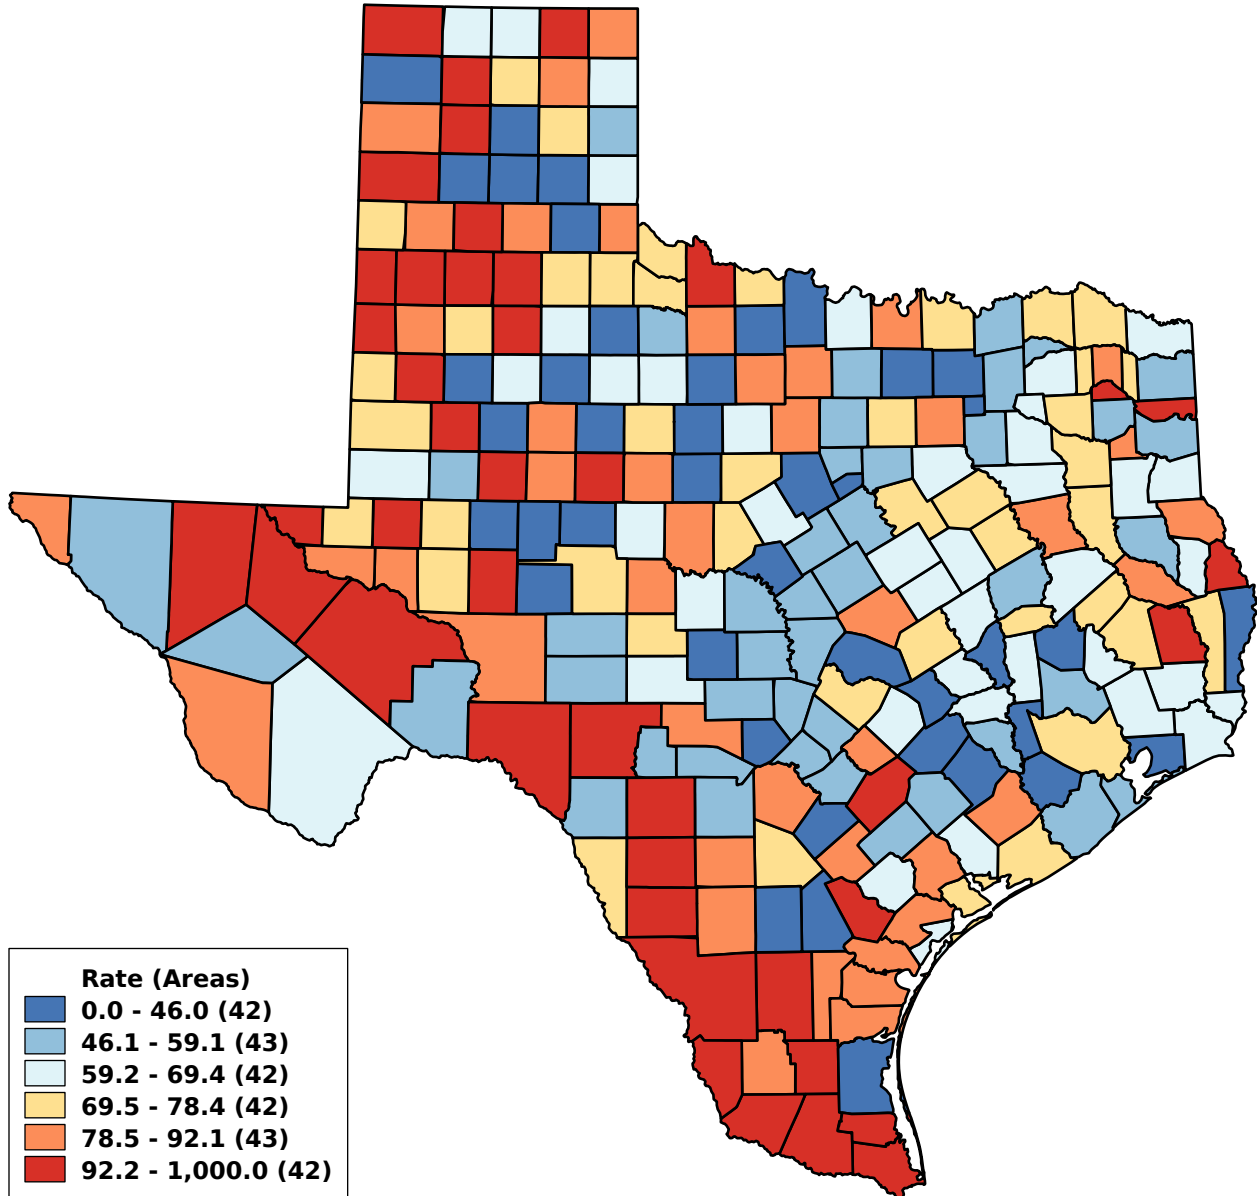 Rate (Areas)
0.0 - 46.0 (42)
46.1 - 59.1 (43)
59.2 - 69.4 (42)
69.5 - 78.4 (42)
78.5 - 92.1 (43)
92.2 - 1,000.0 (42)